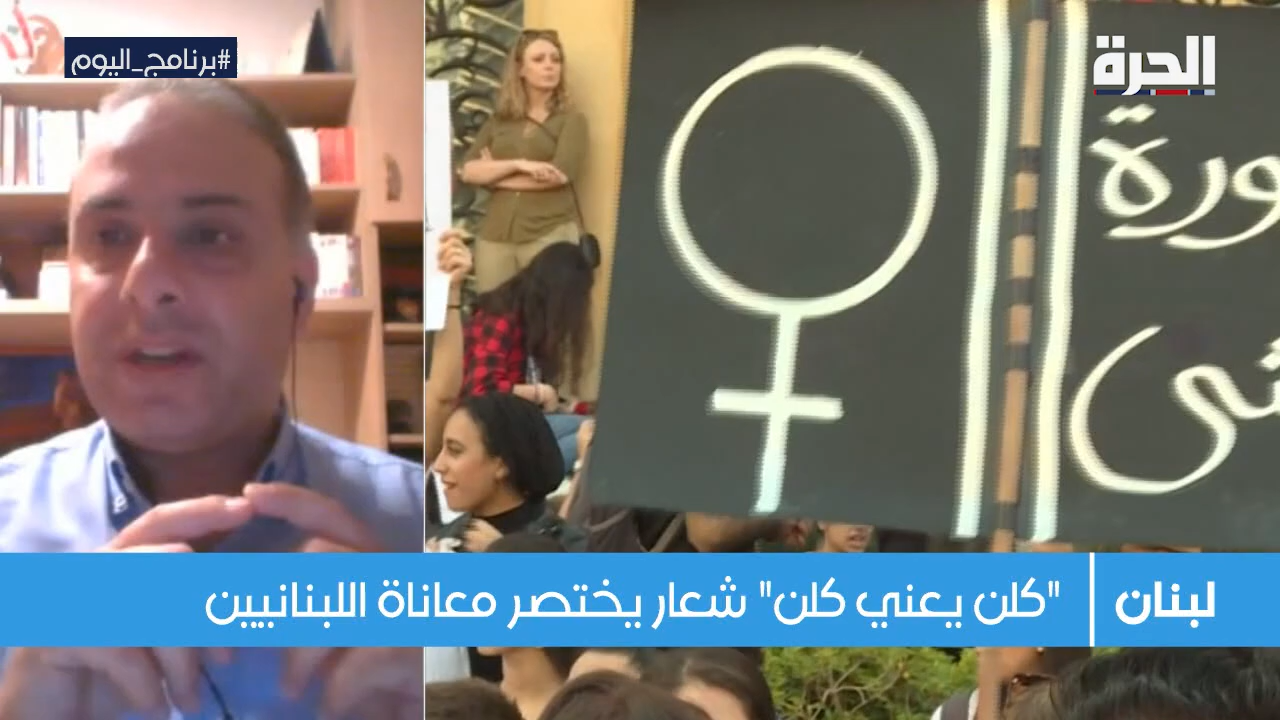 #برنامج_اليوم
الحرة
لبنان
"كلن يعني كلن" شعار يختصر معاناة اللبنانيين